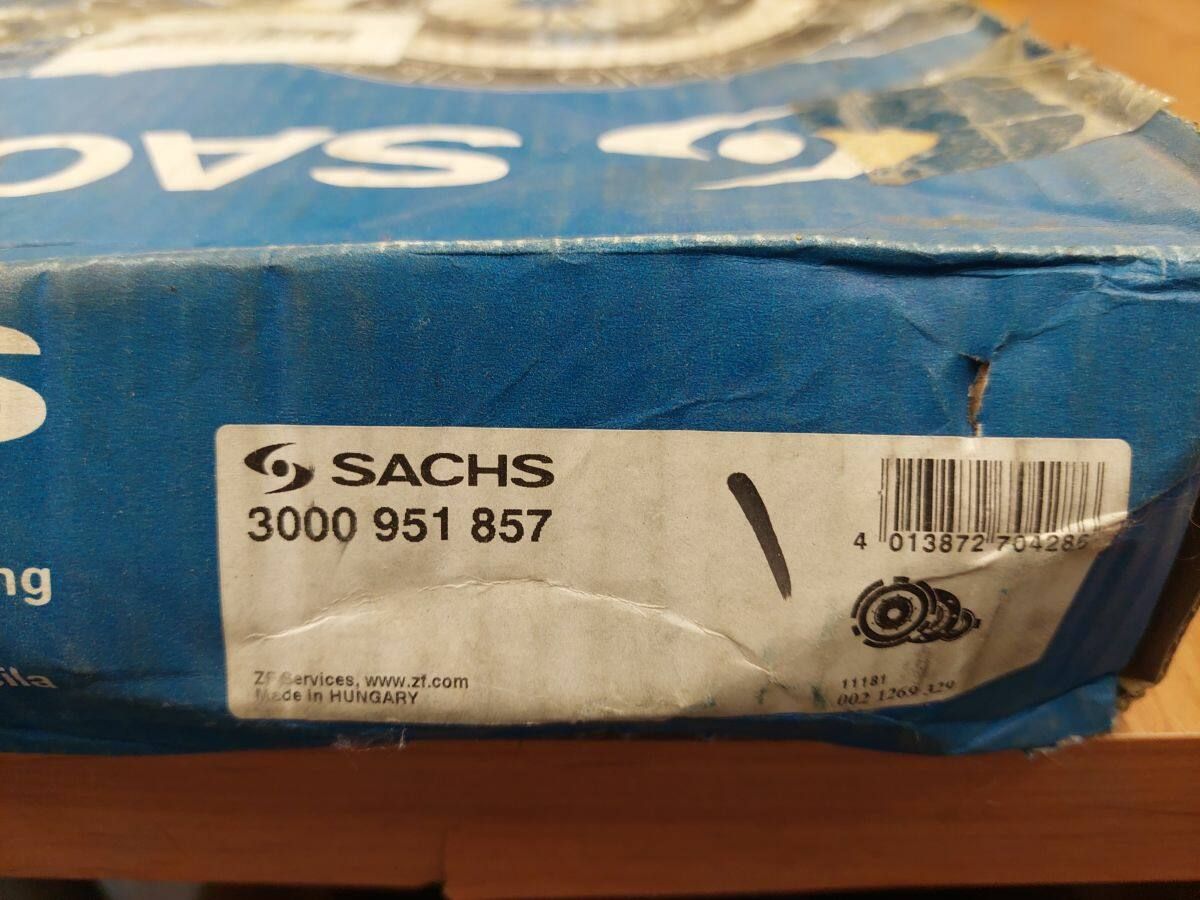 SAC
S
ng
SACHS
3000 951 857
4 013872 704286
ZF Services, www.zf.com
Made in HUNGARY
11181
002 1269 329